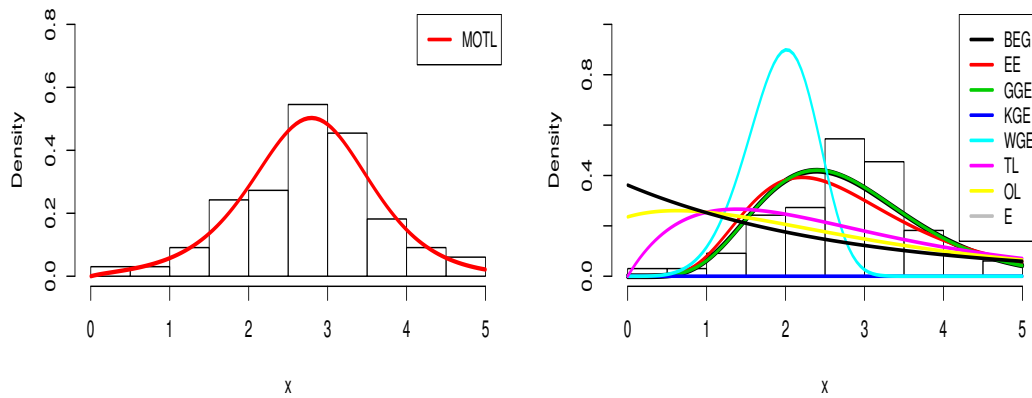 MOTL
Density
0.0 0.2 0.4 0.6 0.8
0 1 2 3 4 5
x
BEG
EE
GGE
KGE
WGE
TL
OL
E
Density
0.0 0.4 0.8
0 1 2 3 4 5
x